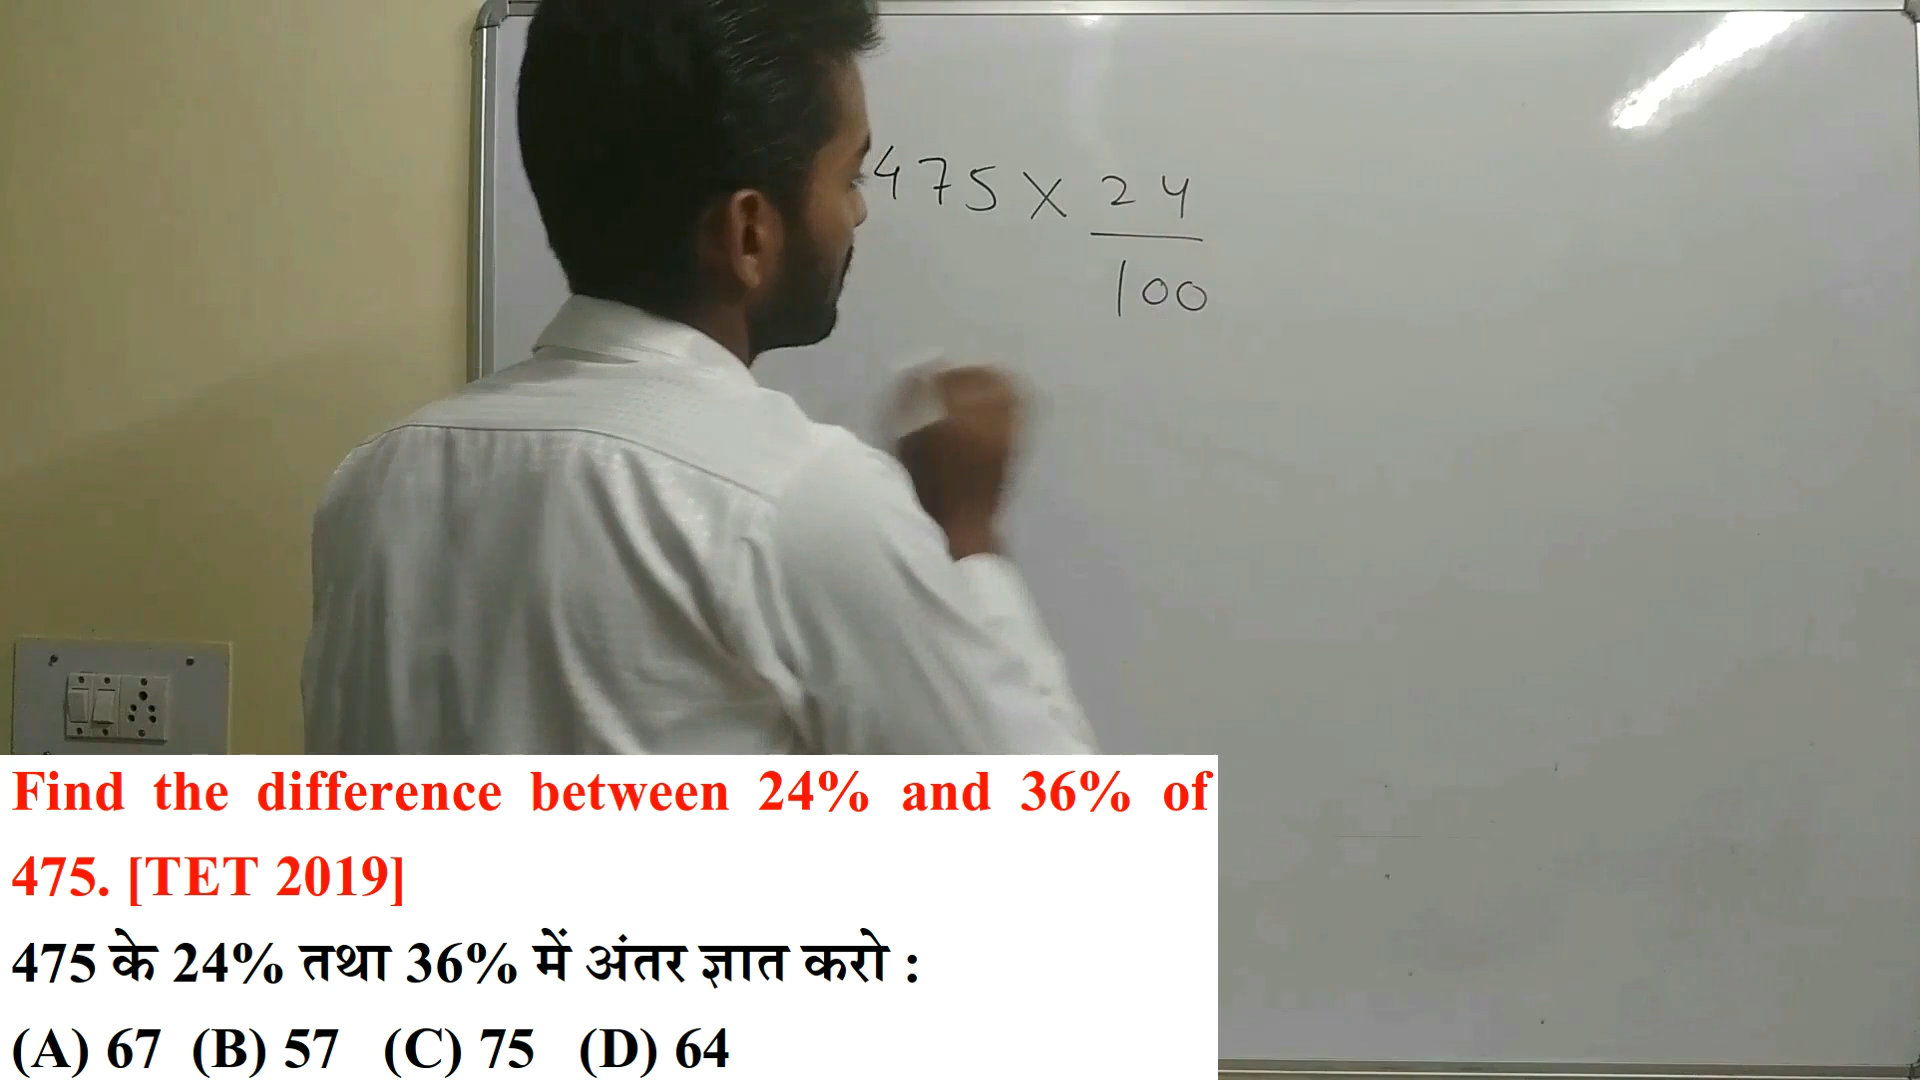 475 X 24
100
Find the difference between 24% and 36% of
475. [TET 2019]
475 के 24% तथा 36% में अंतर ज्ञात करो :
(A) 67 (B) 57 (C) 75 (D) 64